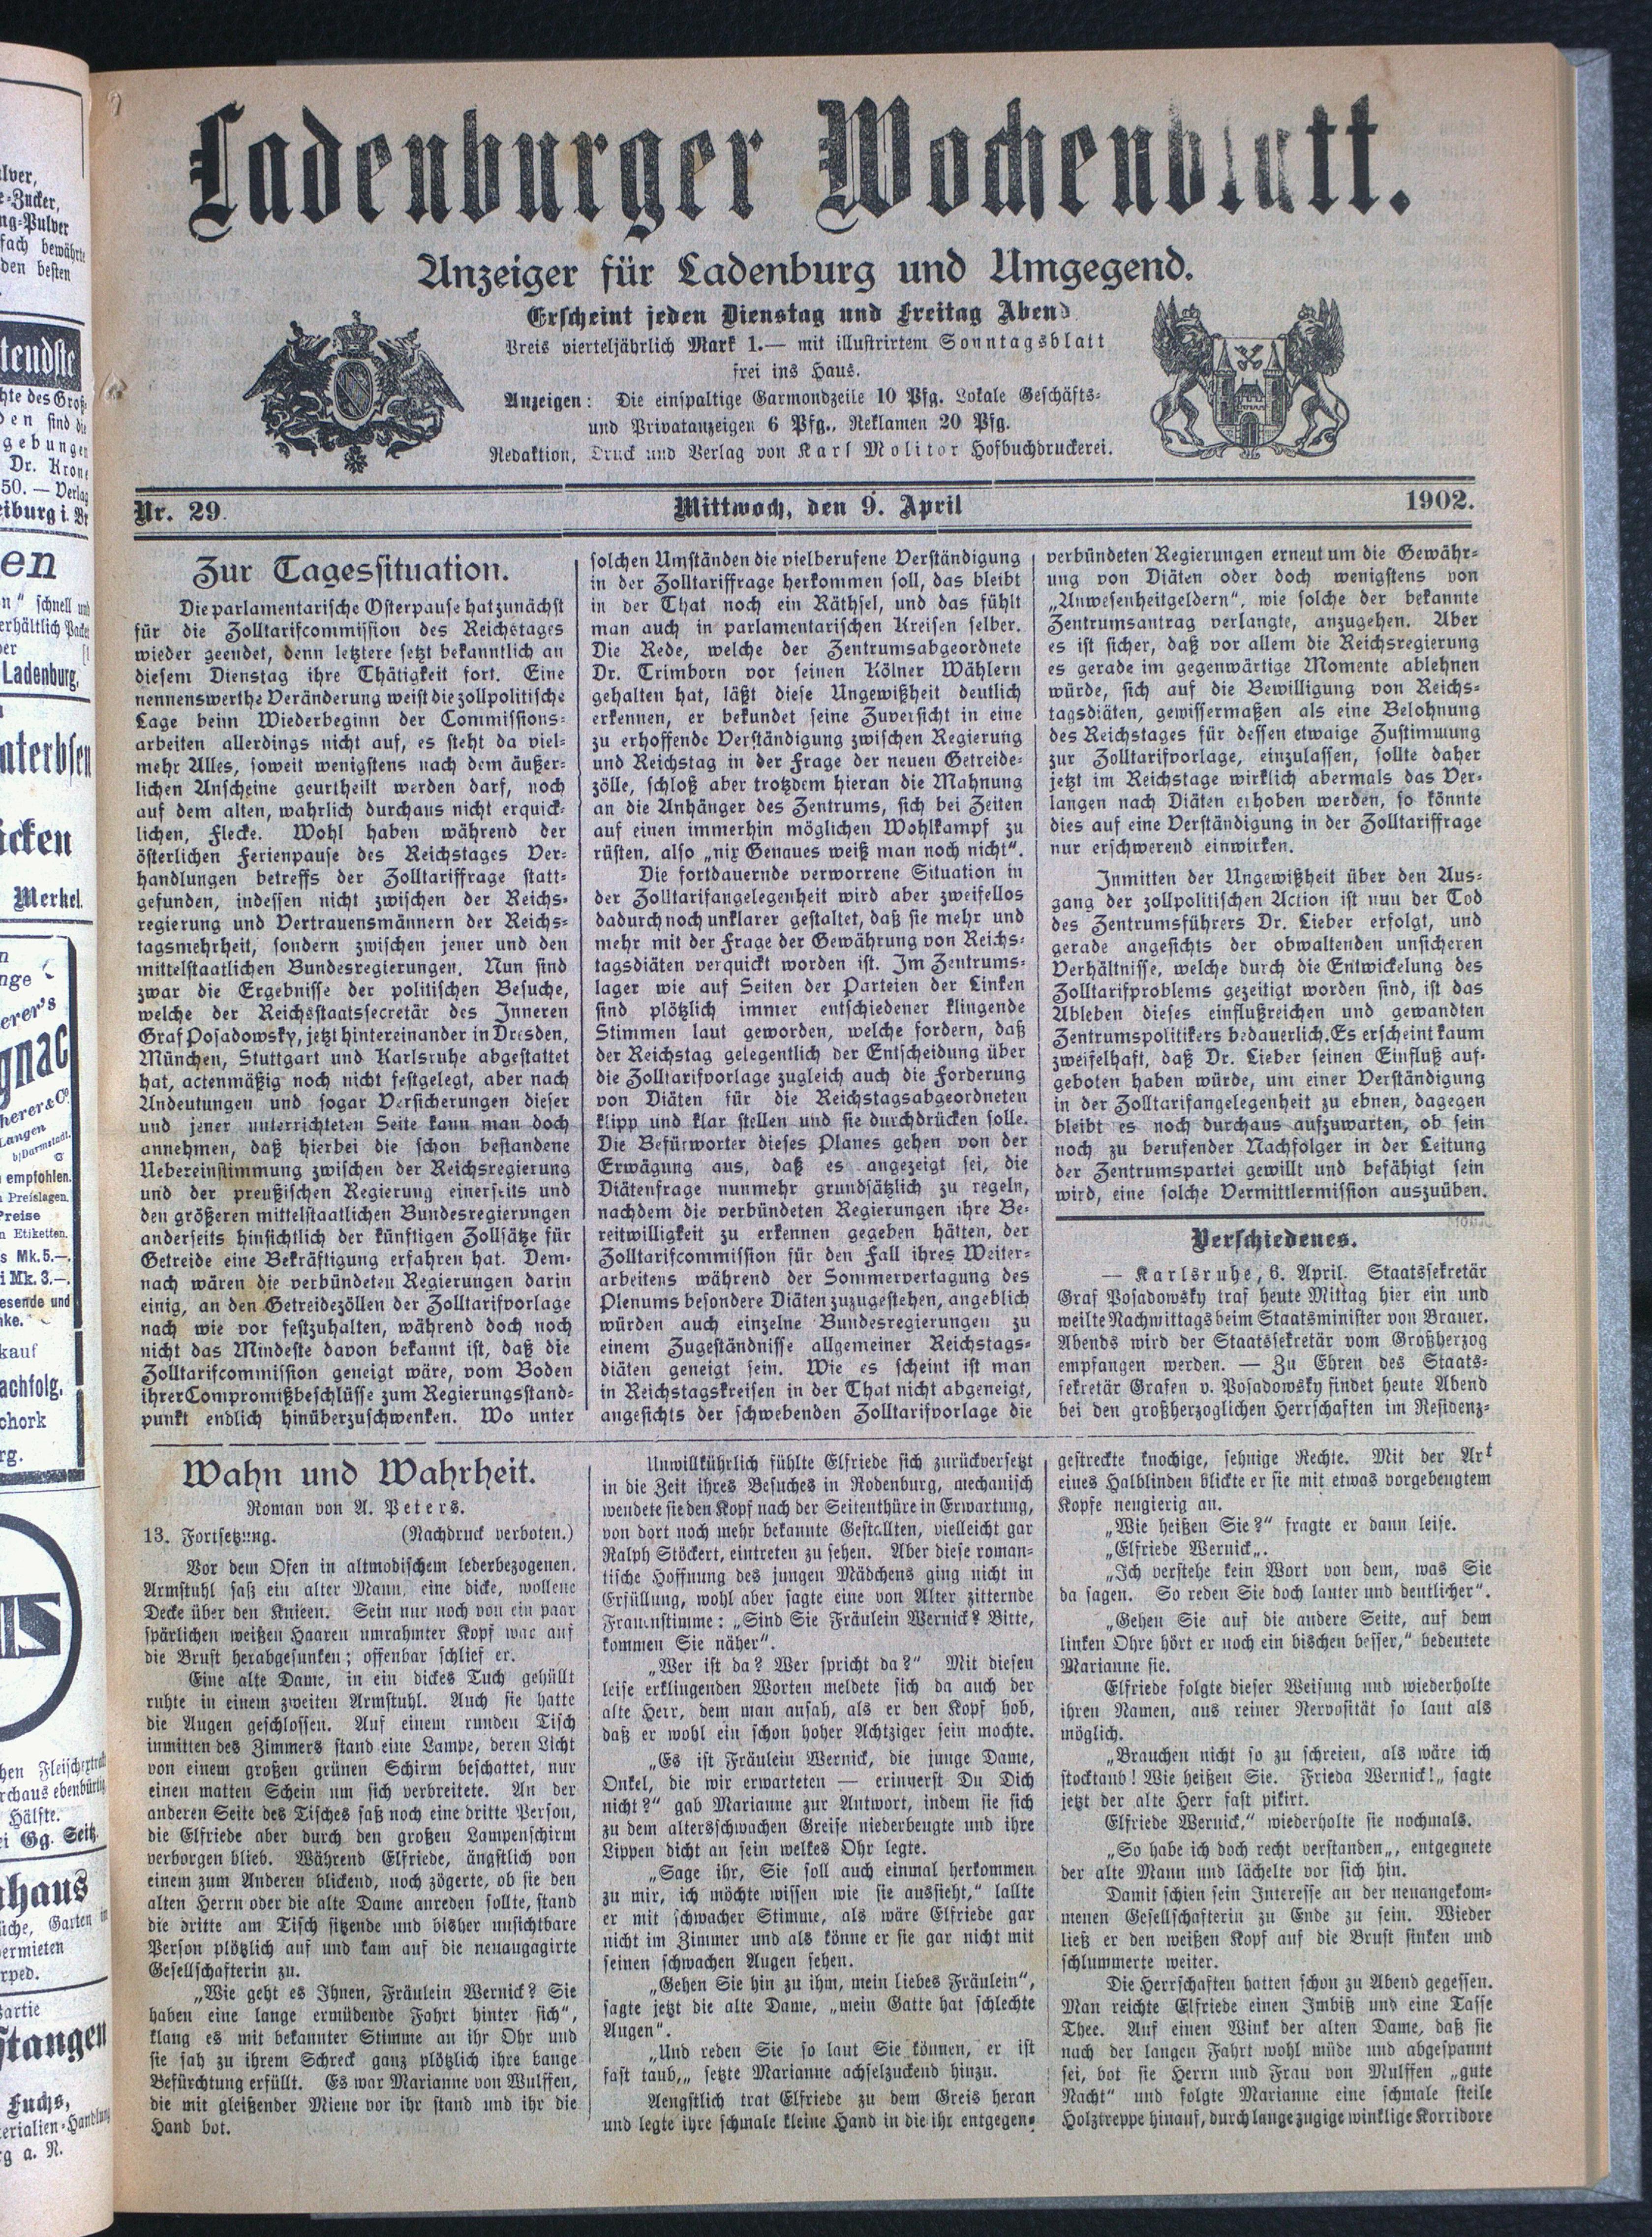 Ladenburger Wochenblatt.
Anzeiger für Ladenburg und Umgegend.
Erscheint jeden Dienstag und Freitag Abend
Preis vierteljährlich Mark 1.— mit illustrirtem Sonntagsblatt
frei ins Haus.
Anzeigen: Die einspaltige Garmondzeile 10 Pfg. Lokale Geschäfts-
und Privatanzeigen 6 Pfg., Reklamen 20 Pfg.
Redaktion, Druck und Verlag von Karl Molitor Hofbuchdruckerei.
Nr. 29.
Mittwoch, den 9. April
1902.
Zur Tagessituation.
Die parlamentarische Osterpause hat zunächst
für die Zolltarifcommission des Reichstages
wieder geendet, denn letztere setzt bekanntlich an
diesem Dienstag ihre Thätigkeit fort. Eine
nennenswerthe Veränderung weist die zollpolitische
Lage beim Wiederbeginn der Commissions-
arbeiten allerdings nicht auf, es steht da viel-
mehr Alles, soweit wenigstens nach dem äußer-
lichen Anscheine geurtheilt werden darf, noch
auf dem alten, wahrlich durchaus nicht erquick-
lichen, Flecke. Wohl haben während der
österlichen Ferienpause des Reichstages Ver-
handlungen betreffs der Zolltariffrage statt-
gefunden, indessen nicht zwischen der Reichs-
regierung und Vertrauensmännern der Reichs-
tagsmehrheit, sondern zwischen jener und den
mittelstaatlichen Bundesregierungen. Nun sind
zwar die Ergebnisse der politischen Besuche,
welche der Reichsstaatssecretär des Inneren
Graf Posadowsky, jetzt hintereinander in Dresden,
München, Stuttgart und Karlsruhe abgestattet
hat, actenmäßig noch nicht festgelegt, aber nach
Andeutungen und sogar Versicherungen dieser
und jener unterrichteten Seite kann man doch
annehmen, daß hierbei die schon bestandene
Uebereinstimmung zwischen der Reichsregierung
und der preußischen Regierung einerseits und
den größeren mittelstaatlichen Bundesregierungen
anderseits hinsichtlich der künftigen Zollsätze für
Getreide eine Bekräftigung erfahren hat. Dem-
nach wären die verbündeten Regierungen darin
einig, an den Getreidezöllen der Zolltarifvorlage
nach wie vor festzuhalten, während doch noch
nicht das Mindeste davon bekannt ist, daß die
Zolltarifcommission geneigt wäre, vom Boden
ihrer Compromißbeschlüsse zum Regierungsstand-
punkt endlich hinüberzuschwenken. Wo unter
solchen Umständen die vielberufene Verständigung
in der Zolltariffrage herkommen soll, das bleibt
in der That noch ein Räthsel, und das fühlt
man auch in parlamentarischen Kreisen selber.
Die Rede, welche der Zentrumsabgeordnete
Dr. Trimborn vor seinen Kölner Wählern
gehalten hat, läßt diese Ungewißheit deutlich
erkennen, er bekundet seine Zuversicht in eine
zu erhoffende Verständigung zwischen Regierung
und Reichstag in der Frage der neuen Getreide-
zölle, schloß aber trotzdem hieran die Mahnung
an die Anhänger des Zentrums, sich bei Zeiten
auf einen immerhin möglichen Wohlkampf zu
rüsten, also „nix Genaues weiß man noch nicht“.
Die fortdauernde verworrene Situation in
der Zolltarifangelegenheit wird aber zweifellos
dadurch noch unklarer gestaltet, daß sie mehr und
mehr mit der Frage der Gewährung von Reichs-
tagsdiäten verquickt worden ist. Im Zentrums-
lager wie auf Seiten der Parteien der Linken
sind plötzlich immer entschiedener klingende
Stimmen laut geworden, welche fordern, daß
der Reichstag gelegentlich der Entscheidung über
die Zolltarifvorlage zugleich auch die Forderung
von Diäten für die Reichstagsabgeordneten
klipp und klar stellen und sie durchdrücken solle.
Die Befürworter dieses Planes gehen von der
Erwägung aus, daß es angezeigt sei, die
Diätenfrage nunmehr grundsätzlich zu regeln,
nachdem die verbündeten Regierungen ihre Be-
reitwilligkeit zu erkennen gegeben hätten, der
Zolltarifcommission für den Fall ihres Weiter-
arbeitens während der Sommervertagung des
Plenums besondere Diäten zuzugestehen, angeblich
würden auch einzelne Bundesregierungen zu
einem Zugeständnisse allgemeiner Reichstags-
diäten geneigt sein. Wie es scheint ist man
in Reichstagskreisen in der That nicht abgeneigt,
angesichts der schwebenden Zolltarifvorlage die
verbündeten Regierungen erneut um die Gewähr-
ung von Diäten oder doch wenigstens von
„Anwesenheitgeldern“, wie solche der bekannte
Zentrumsantrag verlangte, anzugehen. Aber
es ist sicher, daß vor allem die Reichsregierung
es gerade im gegenwärtige Momente ablehnen
würde, sich auf die Bewilligung von Reichs-
tagsdiäten, gewissermaßen als eine Belohnung
des Reichstages für dessen etwaige Zustimmung
zur Zolltarifvorlage, einzulassen, sollte daher
jetzt im Reichstage wirklich abermals das Ver-
langen nach Diäten erhoben werden, so könnte
dies auf eine Verständigung in der Zolltariffrage
nur erschwerend einwirken.
Inmitten der Ungewißheit über den Aus-
gang der zollpolitischen Action ist nun der Tod
des Zentrumsführers Dr. Lieber erfolgt, und
gerade angesichts der obwaltenden unsicheren
Verhältnisse, welche durch die Entwickelung des
Zolltarifproblems gezeitigt worden sind, ist das
Ableben dieses einflußreichen und gewandten
Zentrumspolitikers bedauerlich. Es erscheint kaum
zweifelhaft, daß Dr. Lieber seinen Einfluß auf-
geboten haben würde, um einer Verständigung
in der Zolltarifangelegenheit zu ebnen, dagegen
bleibt es noch durchaus aufzuwarten, ob sein
noch zu berufender Nachfolger in der Leitung
der Zentrumspartei gewillt und befähigt sein
wird, eine solche Vermittlermission auszuüben.
Verschiedenes.
— Karlsruhe, 6. April. Staatssekretär
Graf Posadowsky traf heute Mittag hier ein und
weilte Nachwittags beim Staatsminister von Brauer.
Abends wird der Staatssekretär vom Großherzog
empfangen werden. — Zu Ehren des Staats-
sekretär Grafen v. Posadowsky findet heute Abend
bei den großherzoglichen Herrschaften im Residenz-
Wahn und Wahrheit.
Roman von A. Peters.
13. Fortsetzung. (Nachdruck verboten.)
Vor dem Ofen in altmodischem lederbezogenen.
Armstuhl saß ein alter Mann, eine dicke, wollene
Decke über den Knieen. Sein nur noch von ein paar
spärlichen weißen Haaren umrahmter Kopf war auf
die Brust herabgesunken; offenbar schlief er.
Eine alte Dame, in ein dickes Tuch gehüllt
ruhte in einem zweiten Armstuhl. Auch sie hatte
die Augen geschlossen. Auf einem runden Tisch
inmitten des Zimmers stand eine Lampe, deren Licht
von einem großen grünen Schirm beschattet, nur
einen matten Schein um sich verbreitete. An der
anderen Seite des Tisches saß noch eine dritte Person,
die Elfriede aber durch den großen Lampenschirm
verborgen blieb. Während Elfriede, ängstlich von
einem zum Anderen blickend, noch zögerte, ob sie den
alten Herrn oder die alte Dame anreden sollte, stand
die dritte am Tisch sitzende und bisher unsichtbare
Person plötzlich auf und kam auf die neuangagirte
Gesellschafterin zu.
„Wie geht es Ihnen, Fräulein Wernick? Sie
haben eine lange ermüdende Fahrt hinter sich“,
klang es mit bekannter Stimme an ihr Ohr und
sie sah zu ihrem Schreck ganz plötzlich ihre bange
Befürchtung erfüllt. Es war Marianne von Wulffen,
die mit gleißender Miene vor ihr stand und ihr die
Hand bot.
Unwillkührlich fühlte Elfriede sich zurückversetzt
in die Zeit ihres Besuches in Rodenburg, mechanisch
wendete sie den Kopf nach der Seitenthüre in Erwartung,
von dort noch mehr bekannte Gestallten, vielleicht gar
Ralph Stöckert, eintreten zu sehen. Aber diese roman-
tische Hoffnung des jungen Mädchens ging nicht in
Erfüllung, wohl aber sagte eine von Alter zitternde
Frauenstimme: „Sind Sie Fräulein Wernick? Bitte,
kommen Sie näher“.
„Wer ist da? Wer spricht da?“ Mit diesen
leise erklingenden Worten meldete sich da auch der
alte Herr, dem man ansah, als er den Kopf hob,
daß er wohl ein schon hoher Achtziger sein mochte.
„Es ist Fräulein Wernick, die junge Dame,
Onkel, die wir erwarteten — erinnerst Du Dich
nicht?“ gab Marianne zur Antwort, indem sie sich
zu dem altersschwachen Greise niederbeugte und ihre
Lippen dicht an sein welkes Ohr legte.
„Sage ihr, Sie soll auch einmal herkommen
zu mir, ich möchte wissen wie sie aussieht,“ lallte
er mit schwacher Stimme, als wäre Elfriede gar
nicht im Zimmer und als könne er sie gar nicht mit
seinen schwachen Augen sehen.
„Gehen Sie hin zu ihm, mein liebes Fräulein“,
sagte jetzt die alte Dame, „mein Gatte hat schlechte
Augen“.
„Und reden Sie so laut Sie können, er ist
fast taub,„ setzte Marianne achselzuckend hinzu.
Aengstlich trat Elfriede zu dem Greis heran
und legte ihre schmale kleine Hand in die ihr entgegen-
gestreckte knochige, sehnige Rechte. Mit der Art
eines Halblinden blickte er sie mit etwas vorgebeugtem
Kopfe neugierig an.
„Wie heißen Sie?“ fragte er dann leise.
„Elfriede Wernick„.
„Ich verstehe kein Wort von dem, was Sie
da sagen. So reden Sie doch lauter und deutlicher“.
„Gehen Sie auf die andere Seite, auf dem
linken Ohre hört er noch ein bischen besser,“ bedeutete
Marianne sie.
Elfriede folgte dieser Weisung und wiederholte
ihren Namen, aus reiner Nervosität so laut als
möglich.
„Brauchen nicht so zu schreien, als wäre ich
stocktaub! Wie heißen Sie. Frieda Wernick!„ sagte
jetzt der alte Herr fast pikirt.
Elfriede Wernick,“ wiederholte sie nochmals.
„So habe ich doch recht verstanden„, entgegnete
der alte Mann und lächelte vor sich hin.
Damit schien sein Interesse an der neuangekom-
menen Gesellschafterin zu Ende zu sein. Wieder
ließ er den weißen Kopf auf die Brust sinken und
schlummerte weiter.
Die Herrschaften hatten schon zu Abend gegessen.
Man reichte Elfriede einen Imbiß und eine Tasse
Thee. Auf einen Wink der alten Dame, daß sie
nach der langen Fahrt wohl müde und abgespannt
sei, bot sie Herrn und Frau von Mulffen „gute
Nacht“ und folgte Marianne eine schmale steile
Holztreppe hinauf, durch lange zugige winklige Korridore